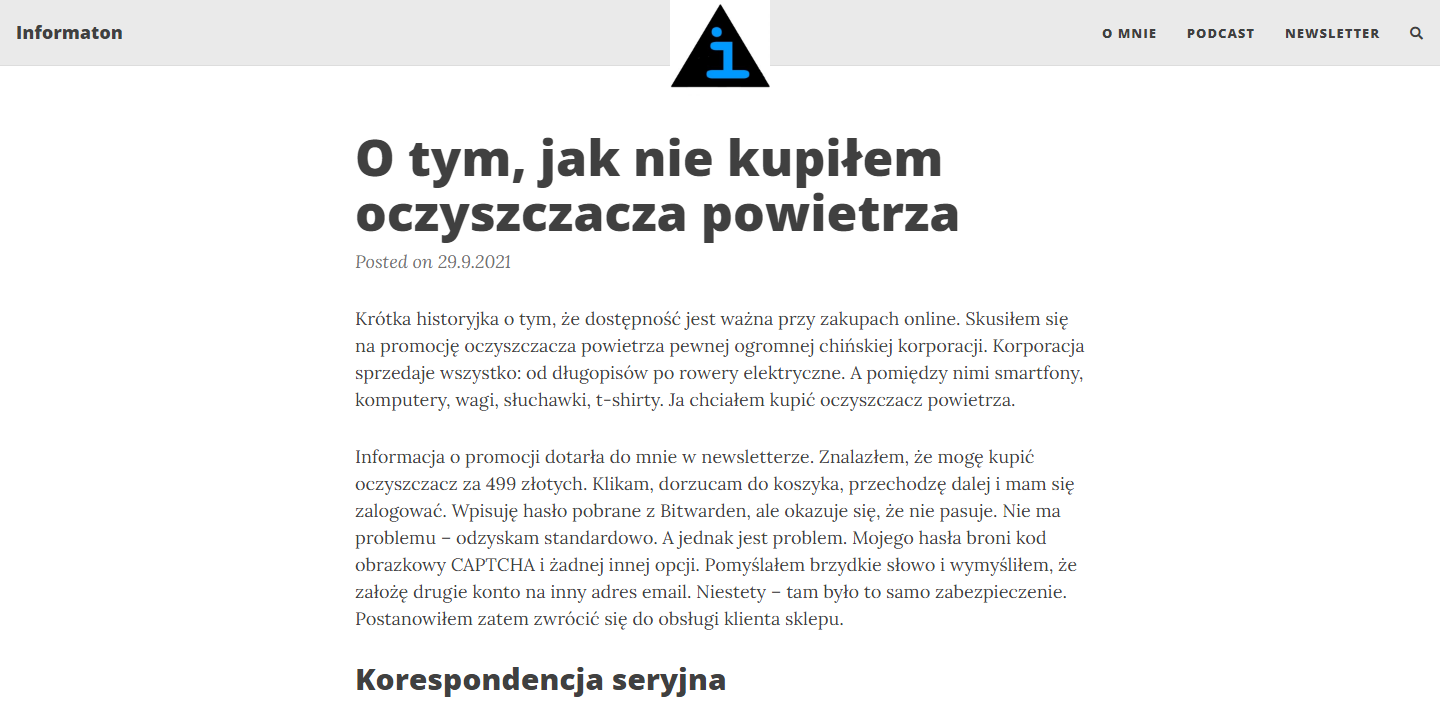 Informaton
i
O MNIE
PODCAST
NEWSLETTER
O tym, jak nie kupiłem
oczyszczacza powietrza
Posted on 29.9.2021
Krótka historyjka o tym, że dostępność jest ważna przy zakupach online. Skusiłem się
na promocję oczyszczacza powietrza pewnej ogromnej chińskiej korporacji. Korporacja
sprzedaje wszystko: od długopisów po rowery elektryczne. A pomiędzy nimi smartfony,
komputery, wagi, słuchawki, t-shirty. Ja chciałem kupić oczyszczacz powietrza.
Informacja o promocji dotarła do mnie w newsletterze. Znalazłem, że mogę kupić
oczyszczacz za 499 złotych. Klikam, dorzucam do koszyka, przechodzę dalej i mam się
zalogować. Wpisuję hasło pobrane z Bitwarden, ale okazuje się, że nie pasuje. Nie ma
problemu – odzyskam standardowo. A jednak jest problem. Mojego hasła broni kod
obrazkowy CAPTCHA i żadnej innej opcji. Pomyślałem brzydkie słowo i wymyśliłem, że
założę drugie konto na inny adres email. Niestety – tam było to samo zabezpieczenie.
Postanowiłem zatem zwrócić się do obsługi klienta sklepu.
Korespondencja seryjna